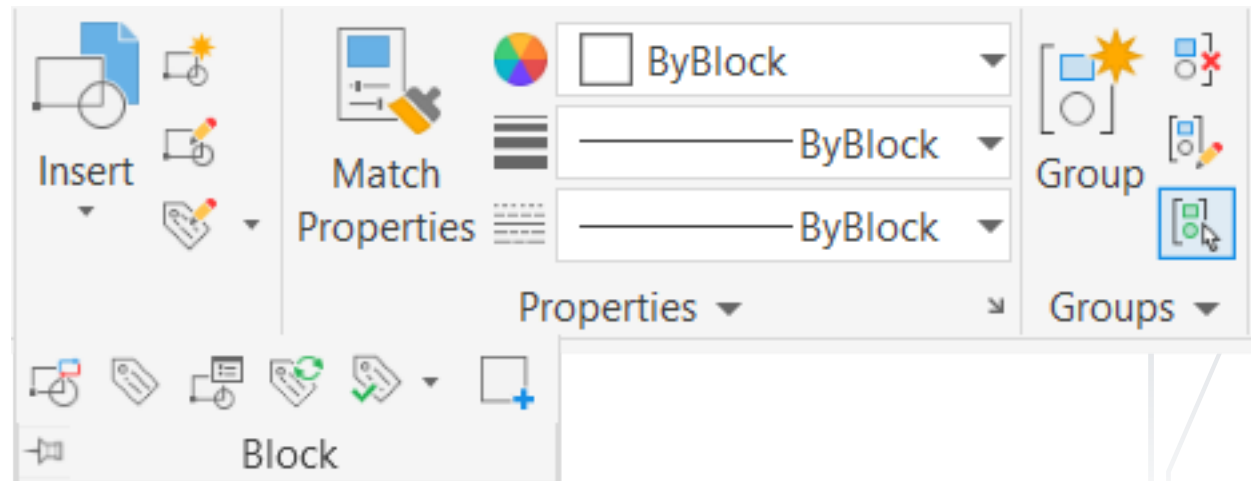 ByBlock
Insert
Match
Properties
ByBlock
ByBlock
Group
Properties
Groups
Block